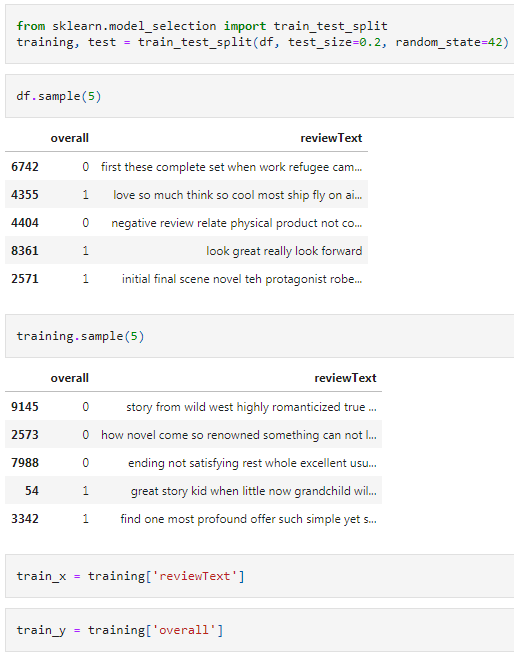 from sklearn.model_selection import train_test_split
training, test = train_test_split(df, test_size=0.2, random_state=42)
df.sample(5)
overall reviewText
6742 0 first these complete set when work refugee cam...
4355 1 love so much think so cool most ship fly on ai...
4404 0 negative review relate physical product not co...
8361 1 look great really look forward
2571 1 initial final scene novel teh protagonist robe...
training.sample(5)
overall reviewText
9145 0 story from wild west highly romanticized true ...
2573 0 how novel come so renowned something can not l...
7988 0 ending not satisfying rest whole excellent usu...
54 1 great story kid when little now grandchild wil...
3342 1 find one most profound offer such simple yet s...
train_x = training['reviewText']
train_y = training['overall']